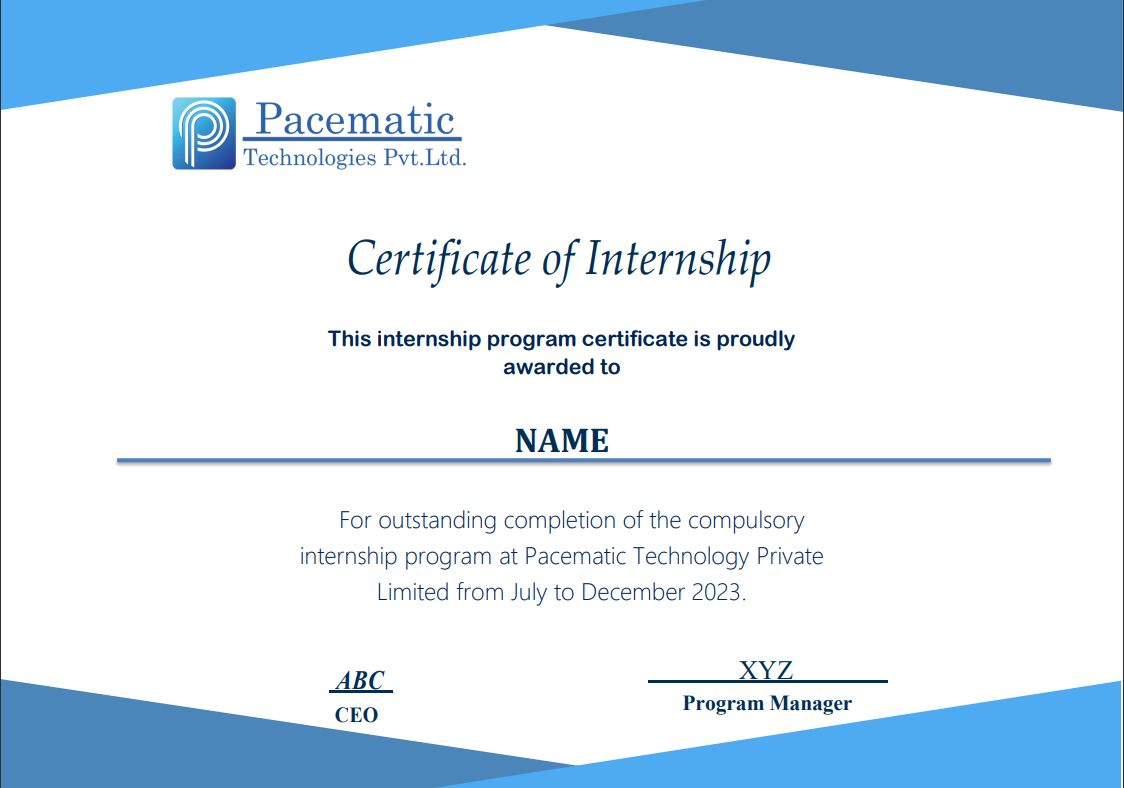 Pacematic
Technologies Pvt.Ltd.
Certificate of Internship
This internship program certificate is proudly
awarded to
NAME
For outstanding completion of the compulsory
internship program at Pacematic Technology Private
Limited from July to December 2023.
ABC
CEO
XYZ
Program Manager